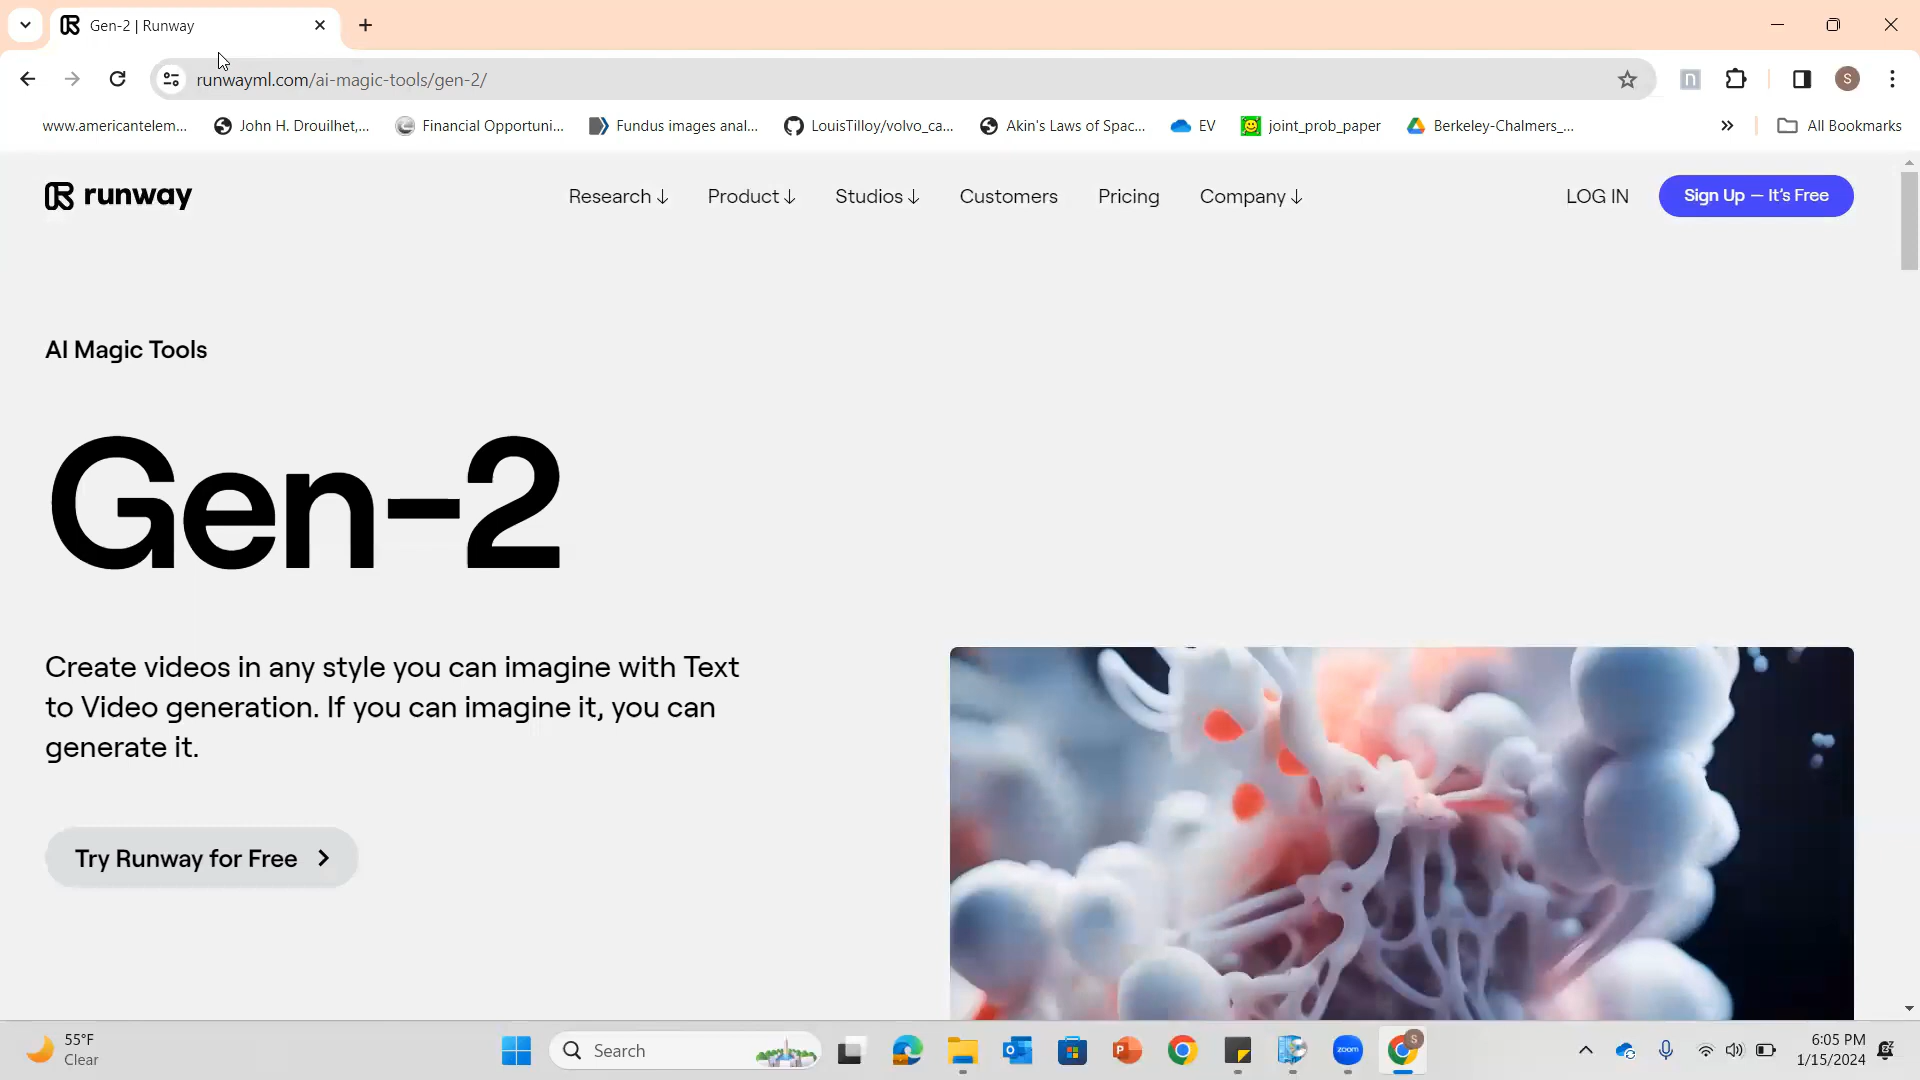 Gen-2 | Runway
runwayml.com/ai-magic-tools/gen-2/
S
www.americantelem...
John H. Drouilhet,...
Financial Opportuni...
Fundus images anal...
LouisTilloy/volvo_ca...
Akin's Laws of Spac...
EV
joint_prob_paper
Berkeley-Chalmers_...
All Bookmarks
runway
Research ↓
Product ↓
Studios ↓
Customers
Pricing
Company ↓
LOG IN
Sign Up — It's Free
AI Magic Tools
Gen-2
Create videos in any style you can imagine with Text
to Video generation. If you can imagine it, you can
generate it.
Try Runway for Free
55°F
Clear
Search
zoom
S
6:05 PM
1/15/2024